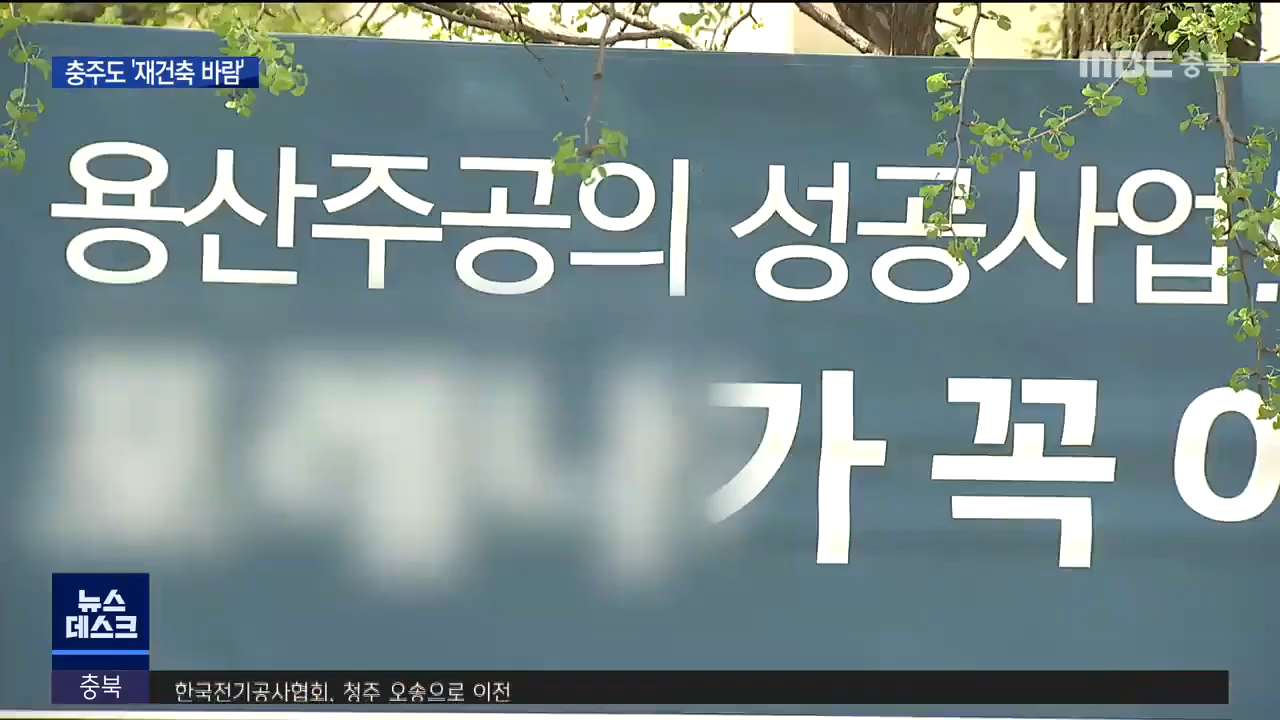 충주도 '재건축 바람'
MBC 충북
용산주공의 성공사업
가 꼭
뉴스
데스크
충북
한국전기공사협회, 청주 오송으로 이전